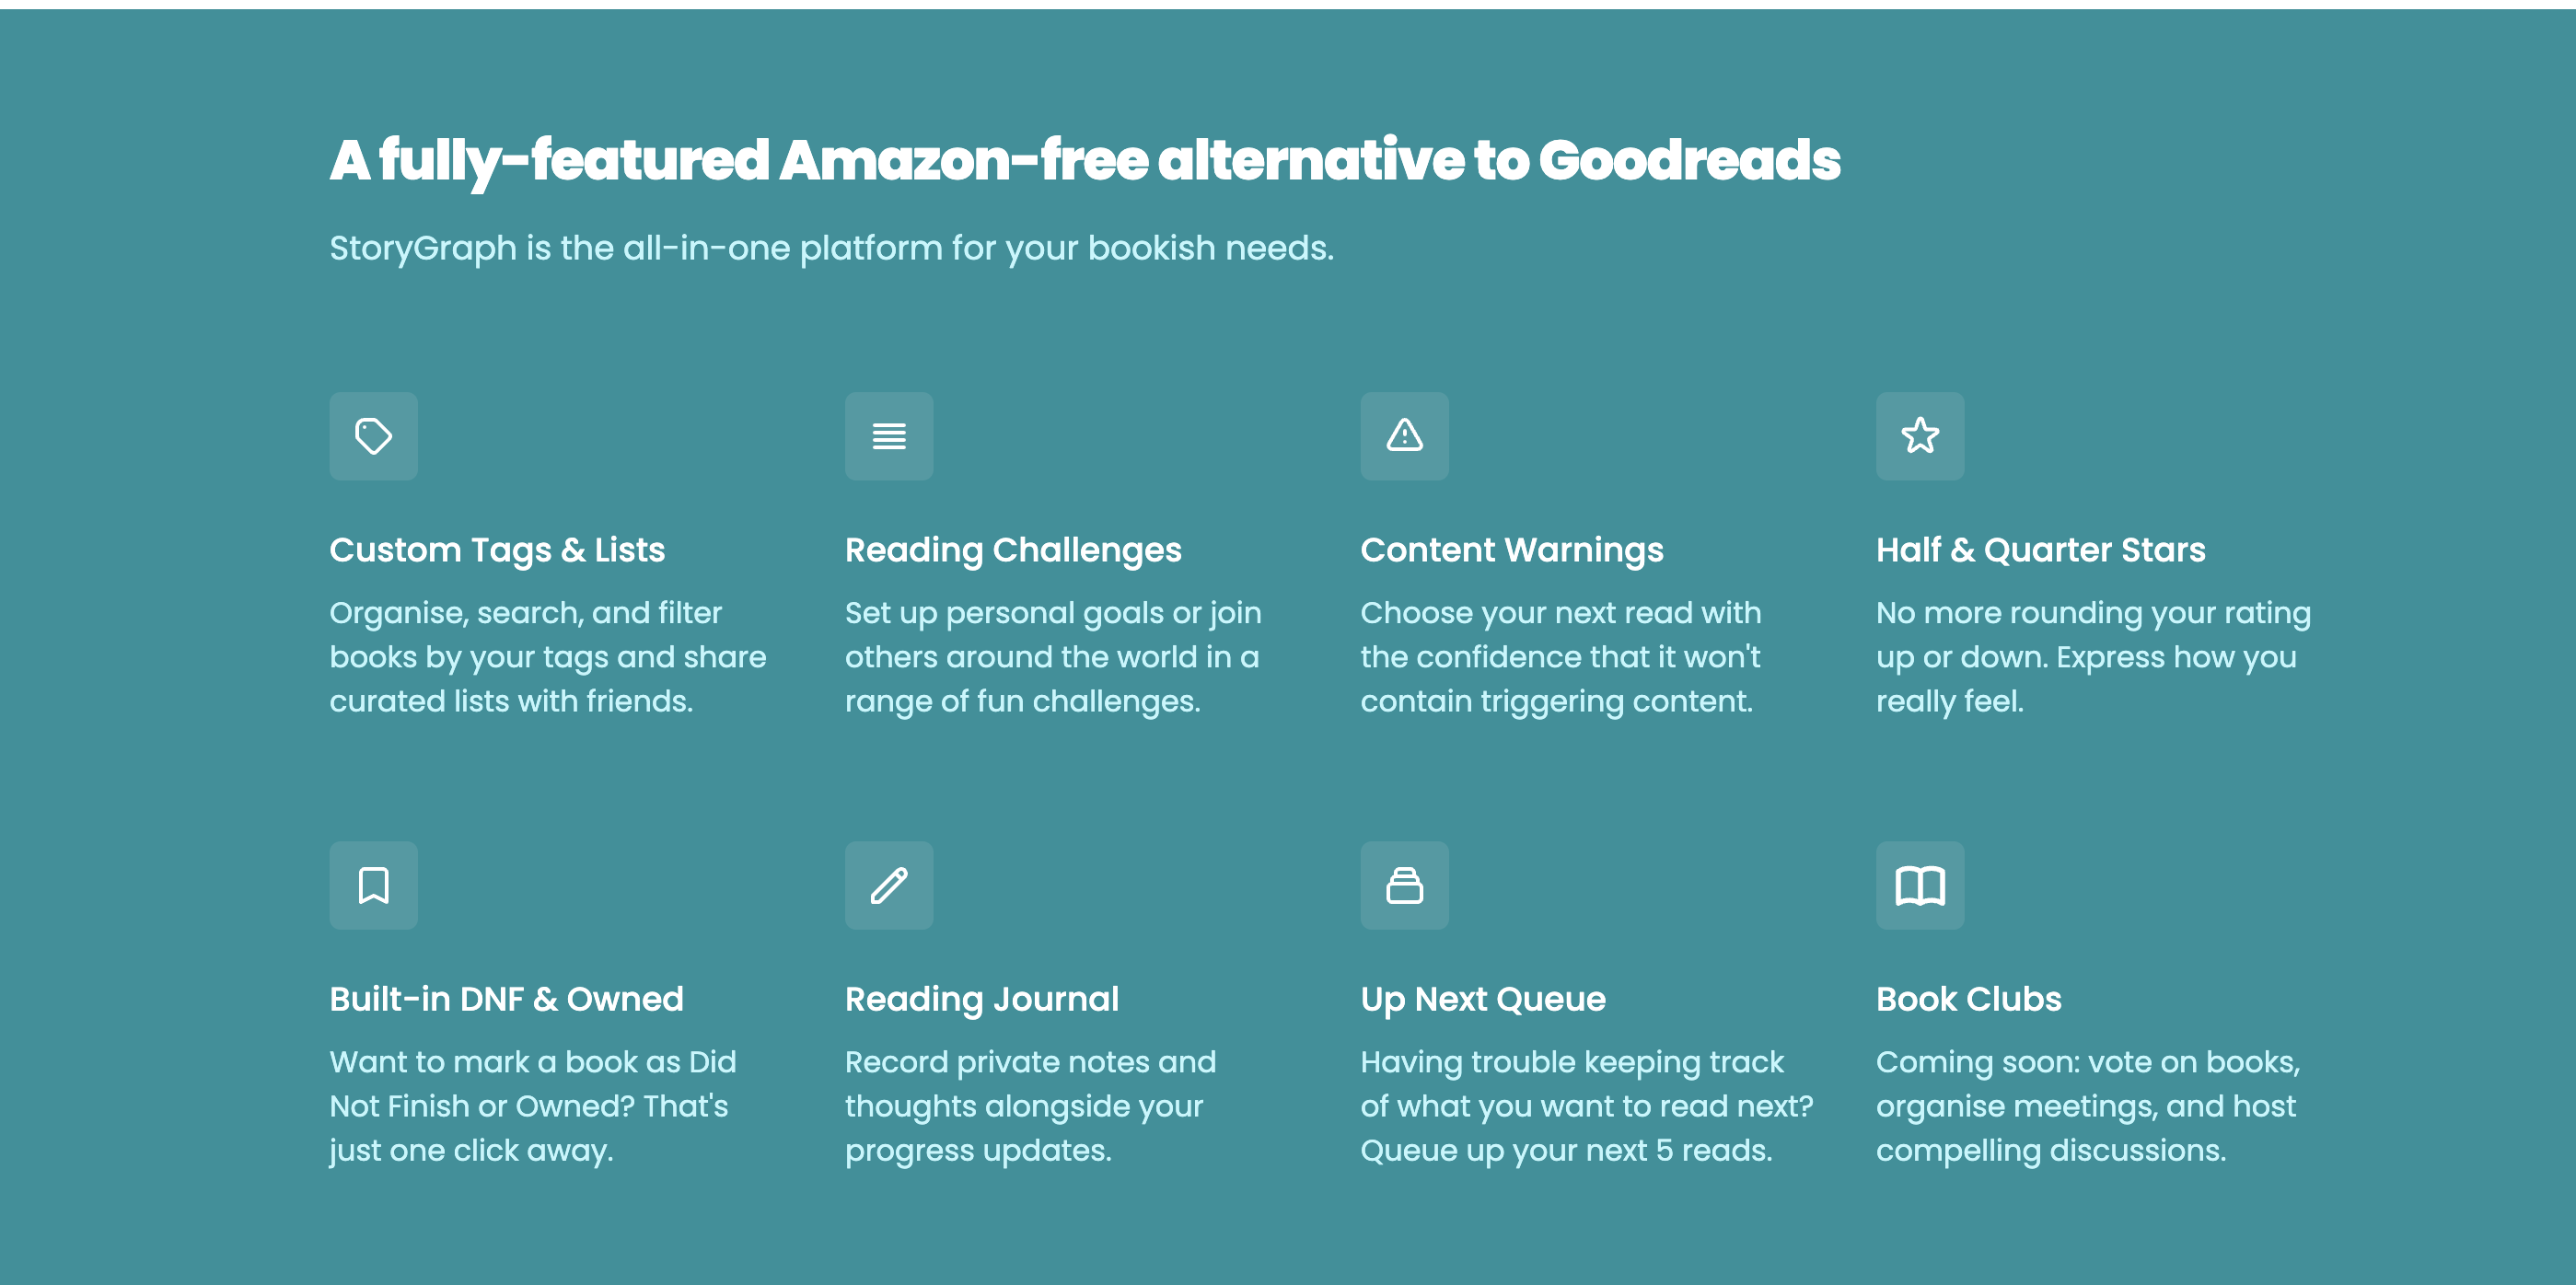 A fully-featured Amazon-free alternative to Goodreads
StoryGraph is the all-in-one platform for your bookish needs.
Custom Tags & Lists
Organise, search, and filter
books by your tags and share
curated lists with friends.
Reading Challenges
Set up personal goals or join
others around the world in a
range of fun challenges.
Content Warnings
Choose your next read with
the confidence that it won't
contain triggering content.
Half & Quarter Stars
No more rounding your rating
up or down. Express how you
really feel.
Built-in DNF & Owned
Want to mark a book as Did
Not Finish or Owned? That's
just one click away.
Reading Journal
Record private notes and
thoughts alongside your
progress updates.
Up Next Queue
Having trouble keeping track
of what you want to read next?
Queue up your next 5 reads.
Book Clubs
Coming soon: vote on books,
organise meetings, and host
compelling discussions.